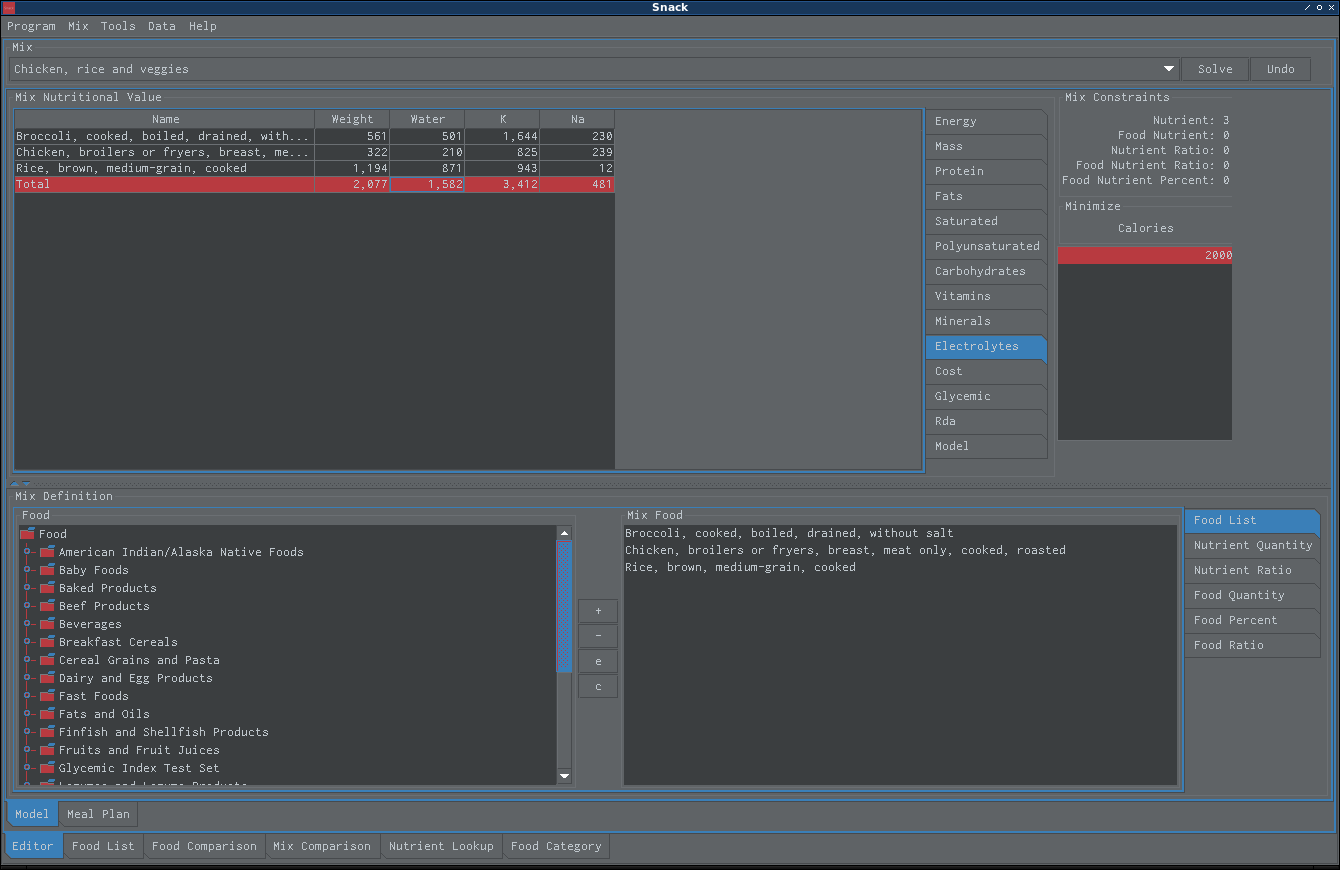 Snack
Program Mix Tools Data Help
Mix
Chicken, rice and veggies
Solve Undo
Mix Nutritional Value
Name Weight Water K Na
Broccoli, cooked, boiled, drained, with... 561 501 1,644 230
Chicken, broilers or fryers, breast, me... 322 210 825 239
Rice, brown, medium-grain, cooked 1,194 871 943 12
Total 2,077 1,582 3,412 481
Energy
Mass
Protein
Fats
Saturated
Polyunsaturated
Carbohydrates
Vitamins
Minerals
Electrolytes
Cost
Glycemic
Rda
Model
Mix Constraints
Nutrient: 3
Food Nutrient: 0
Nutrient Ratio: 0
Food Nutrient Ratio: 0
Food Nutrient Percent: 0
Minimize
Calories
2000
Mix Definition
Food
Food
American Indian/Alaska Native Foods
Baby Foods
Baked Products
Beef Products
Beverages
Breakfast Cereals
Cereal Grains and Pasta
Dairy and Egg Products
Fast Foods
Fats and Oils
Finfish and Shellfish Products
Fruits and Fruit Juices
Glycemic Index Test Set
Legumes and Legume Products
+
-
e
c
Mix Food
Broccoli, cooked, boiled, drained, without salt
Chicken, broilers or fryers, breast, meat only, cooked, roasted
Rice, brown, medium-grain, cooked
Food List
Nutrient Quantity
Nutrient Ratio
Food Quantity
Food Percent
Food Ratio
Model Meal Plan
Editor Food List Food Comparison Mix Comparison Nutrient Lookup Food Category